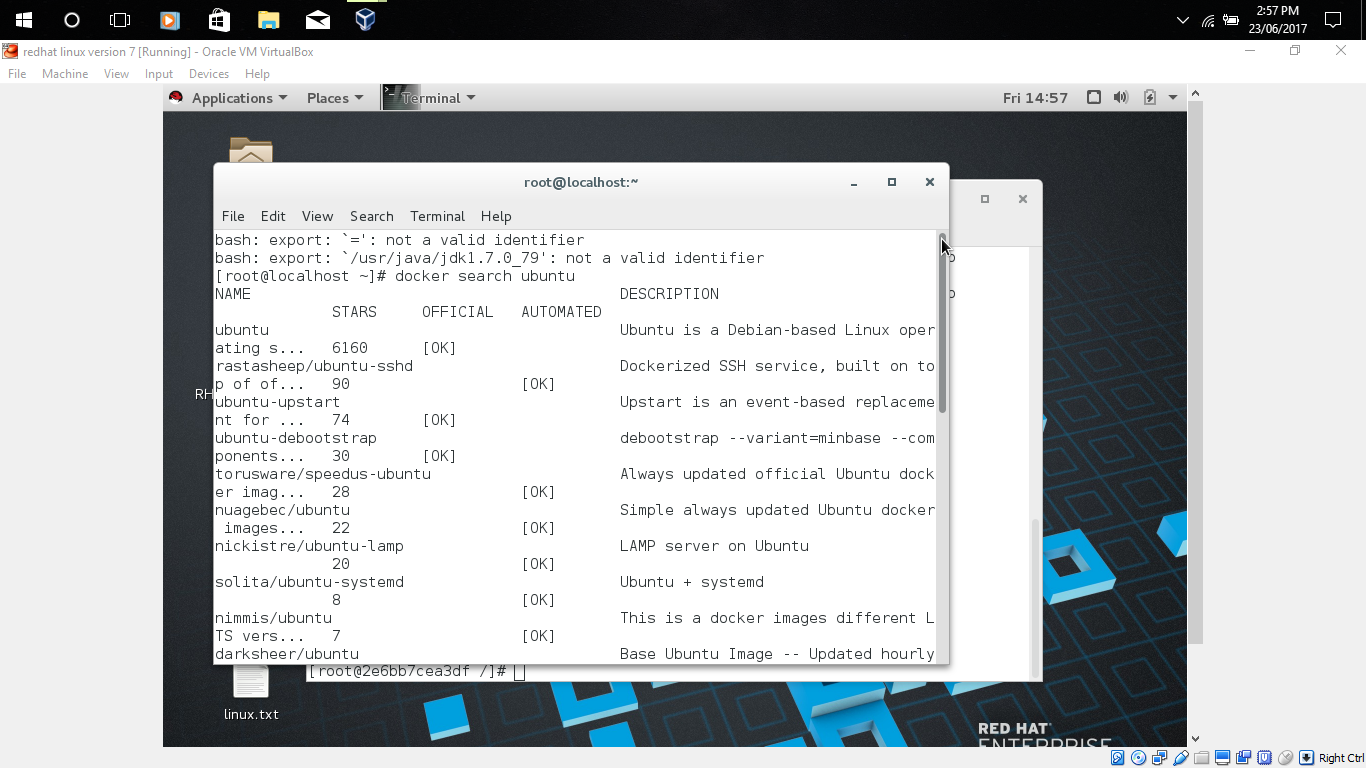 2:57 PM
23/06/2017
redhat linux version 7 [Running] - Oracle VM VirtualBox
File Machine View Input Devices Help
Applications Places Terminal Fri 14:57
root@localhost:~
File Edit View Search Terminal Help
bash: export: `=': not a valid identifier
bash: export: `/usr/java/jdk1.7.0_79': not a valid identifier
[root@localhost ~]# docker search ubuntu
NAME DESCRIPTION
STARS OFFICIAL AUTOMATED
ubuntu Ubuntu is a Debian-based Linux oper
ating s... 6160 [OK]
rastasheep/ubuntu-sshd Dockerized SSH service, built on to
p of of... 90 [OK]
ubuntu-upstart Upstart is an event-based replaceme
nt for ... 74 [OK]
ubuntu-debootstrap debootstrap --variant=minbase --com
ponents... 30 [OK]
torusware/speedus-ubuntu Always updated official Ubuntu dock
er imag... 28 [OK]
nuagebec/ubuntu Simple always updated Ubuntu docker
images... 22 [OK]
nickistre/ubuntu-lamp LAMP server on Ubuntu
20 [OK]
solita/ubuntu-systemd Ubuntu + systemd
8 [OK]
nimmis/ubuntu This is a docker images different L
TS vers... 7 [OK]
darksheer/ubuntu Base Ubuntu Image -- Updated hourly
[root@2e6bb7cea3df /]#
RH
linux.txt
RED HAT
ENTERPRISE
Right Ctrl